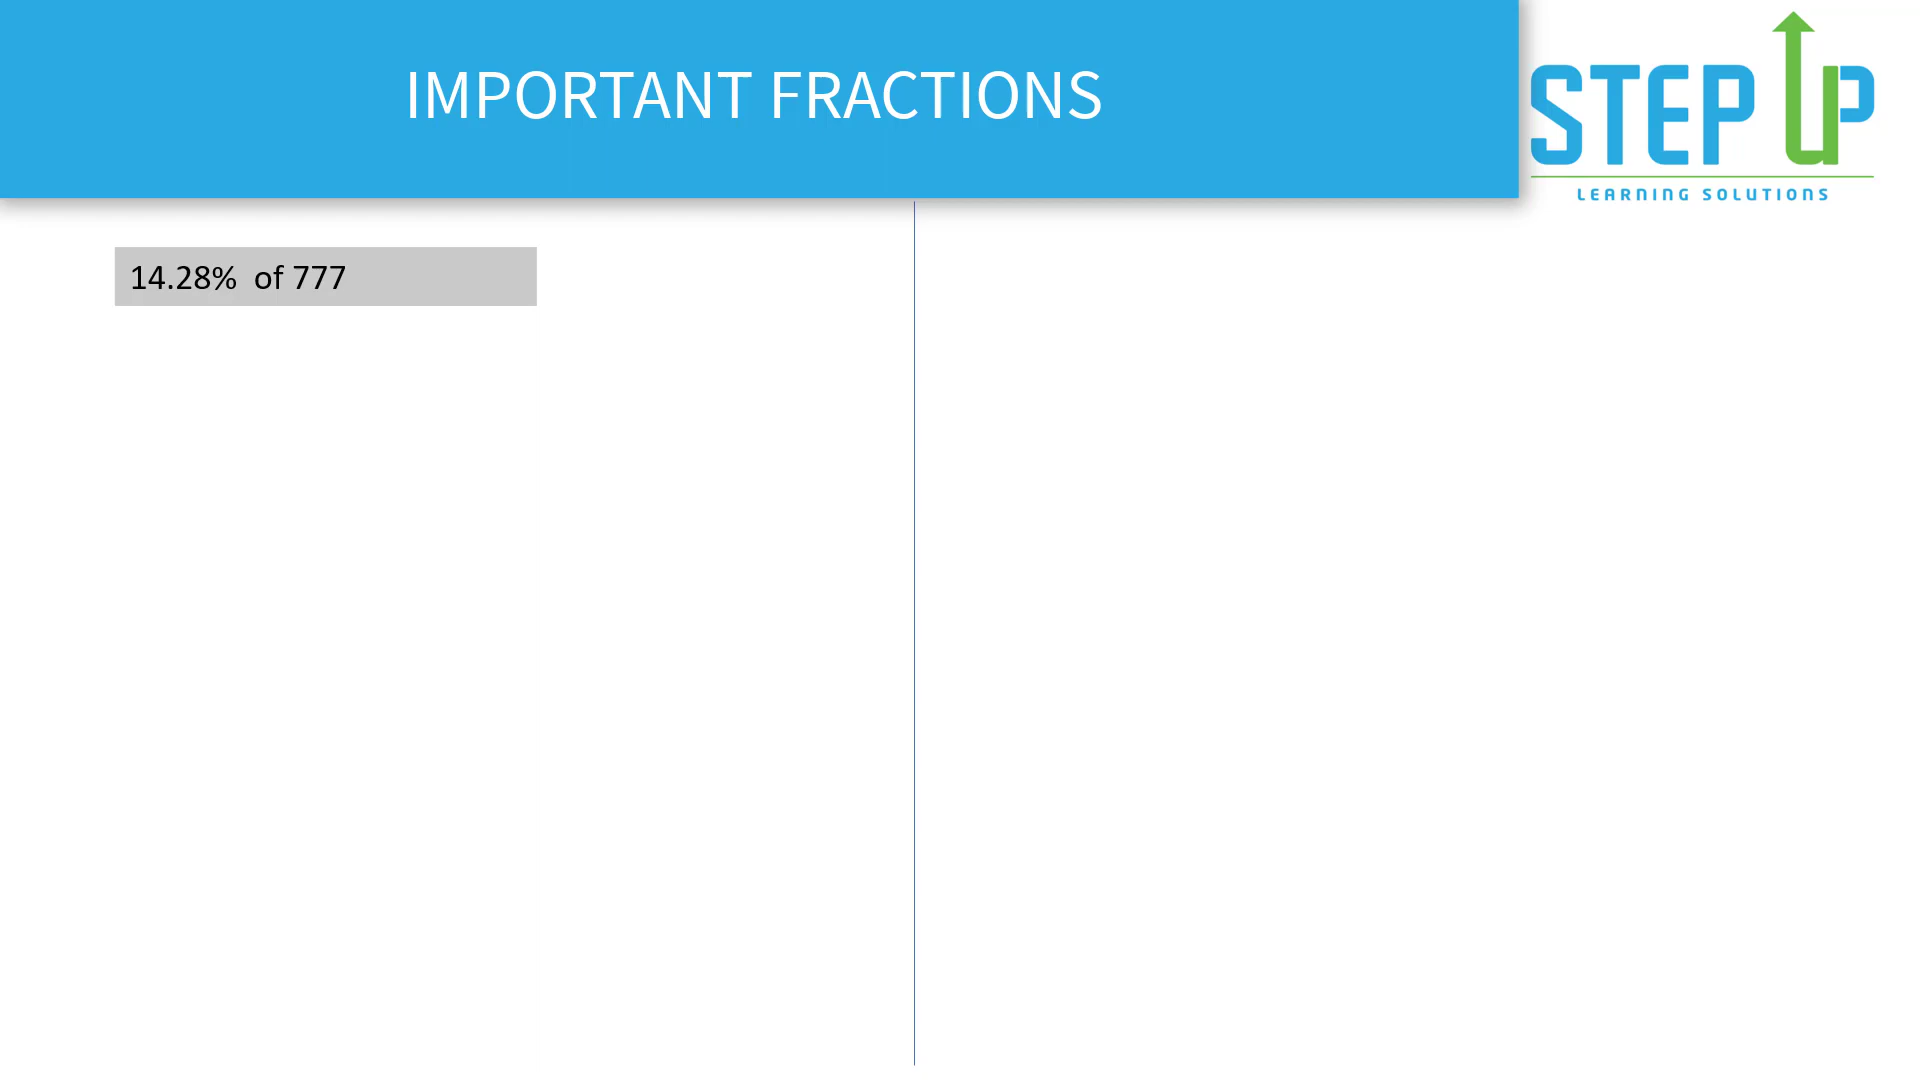 IMPORTANT FRACTIONS
STEP UP
LEARNING SOLUTIONS
14.28% of 777